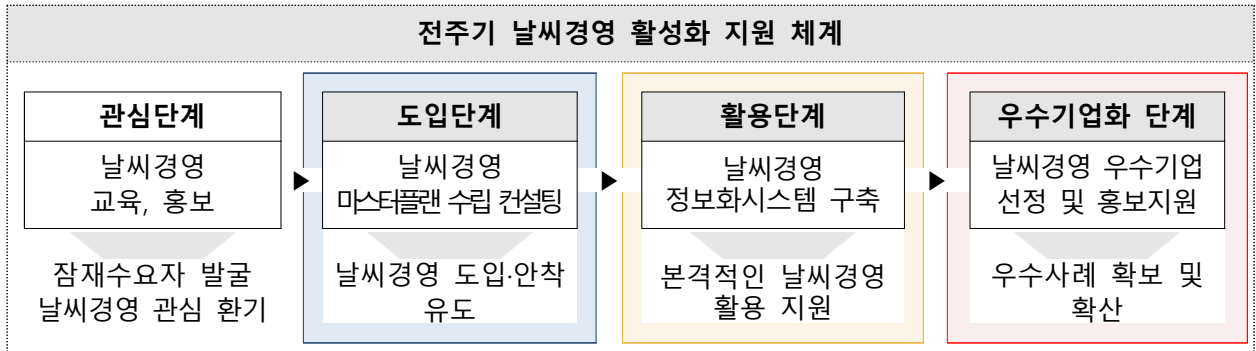 전주기 날씨경영 활성화 지원 체계
관심단계
날씨경영
교육, 홍보
잠재수요자 발굴
날씨경영 관심 환기
▶
도입단계
날씨경영
마스터플랜 수립 컨설팅
날씨경영 도입·안착
유도
▶
활용단계
날씨경영
정보화시스템 구축
본격적인 날씨경영
활용 지원
▶
우수기업화 단계
날씨경영 우수기업
선정 및 홍보지원
우수사례 확보 및
확산